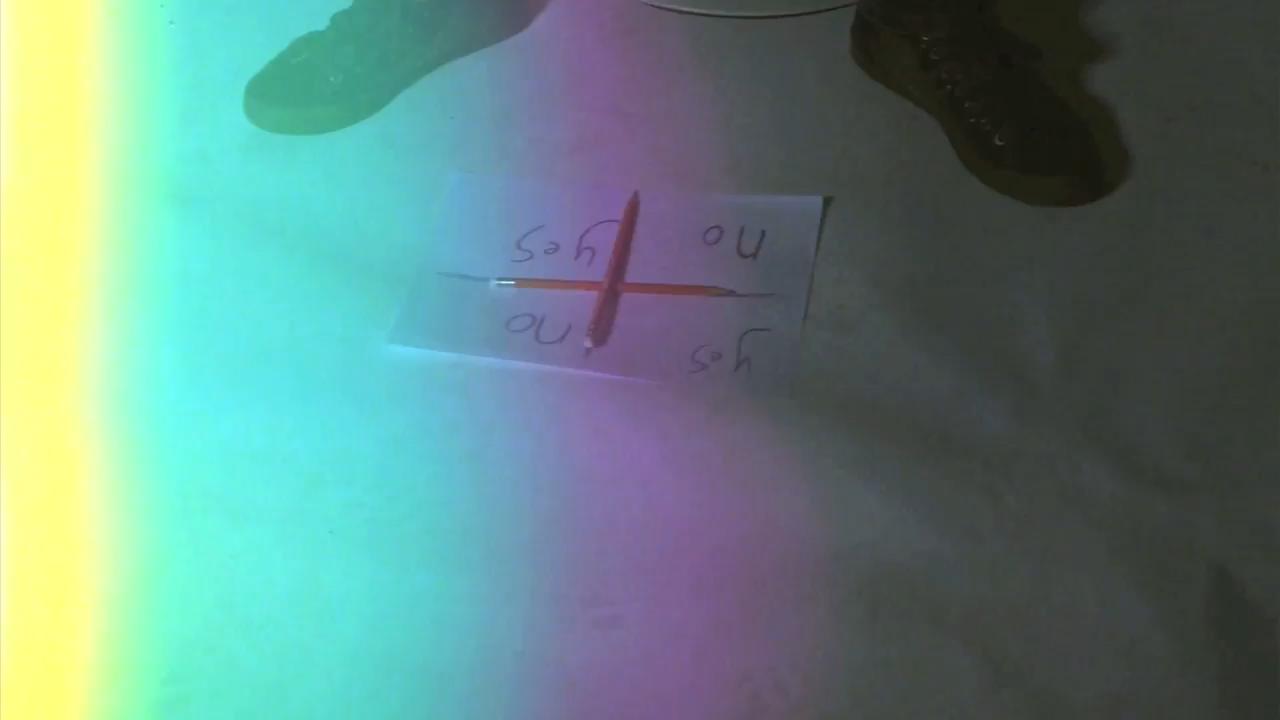 yes no
no yes